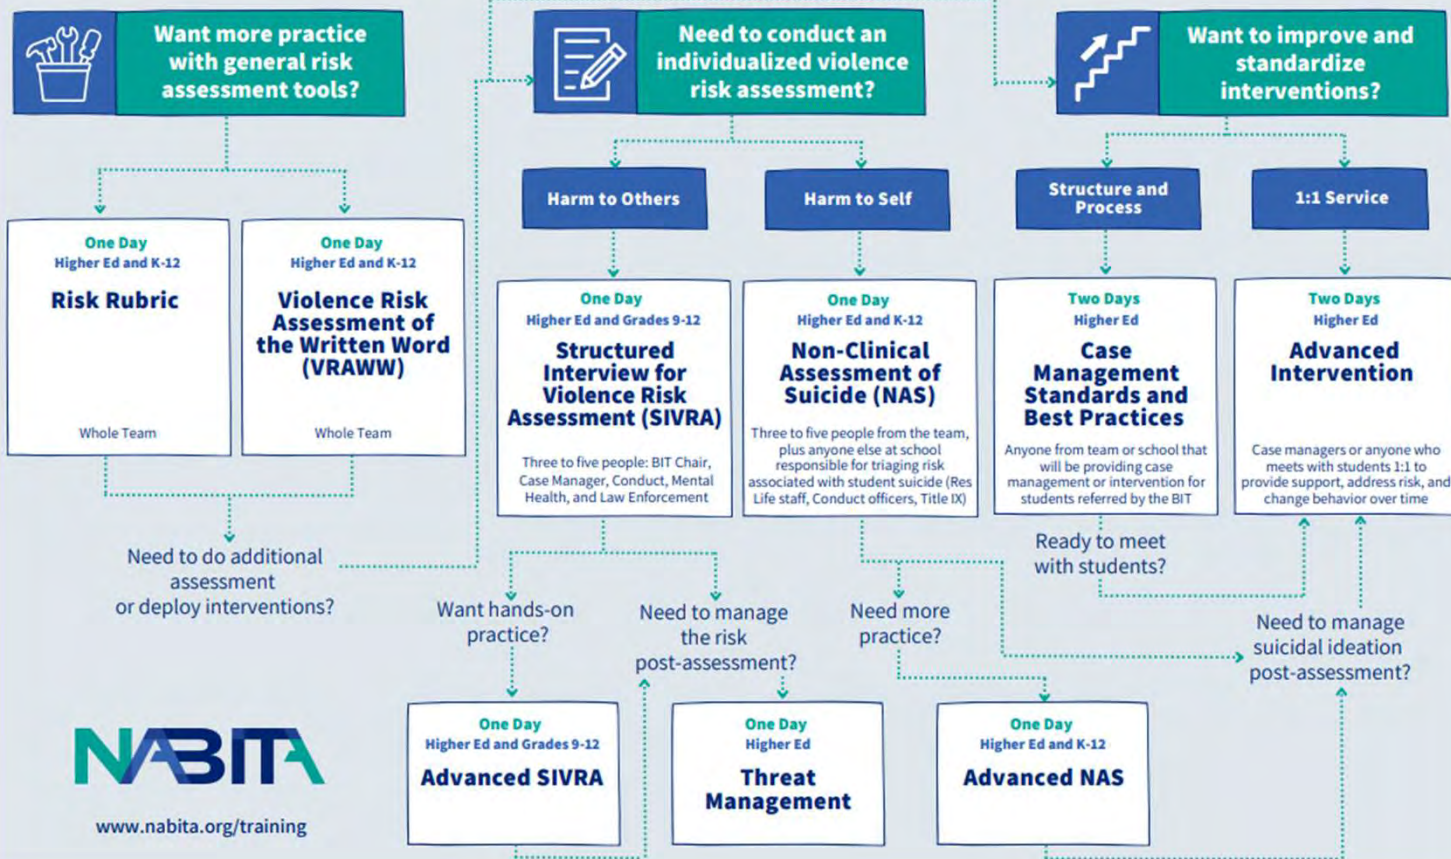 Want more practice
with general risk
assessment tools?
Need to conduct an
individualized violence
risk assessment?
Want to improve and
standardize
interventions?
Harm to Others
Harm to Self
Structure and
Process
1:1 Service
One Day
Higher Ed and K-12
Risk Rubric
Whole Team
One Day
Higher Ed and K-12
Violence Risk
Assessment of
the Written Word
(VRAWW)
Whole Team
One Day
Higher Ed and Grades 9-12
Structured
Interview for
Violence Risk
Assessment (SIVRA)
Three to five people: BIT Chair,
Case Manager, Conduct, Mental
Health, and Law Enforcement
One Day
Higher Ed and K-12
Non-Clinical
Assessment of
Suicide (NAS)
Three to five people from the team,
plus anyone else at school
responsible for triaging risk
associated with student suicide (Res
Life staff, Conduct officers, Title IX)
Two Days
Higher Ed
Case
Management
Standards and
Best Practices
Anyone from team or school that
will be providing case
management or intervention for
students referred by the BIT
Two Days
Higher Ed
Advanced
Intervention
Case managers or anyone who
meets with students 1:1 to
provide support, address risk, and
change behavior over time
Need to do additional
assessment
or deploy interventions?
Want hands-on
practice?
Need to manage
the risk
post-assessment?
Need more
practice?
Ready to meet
with students?
Need to manage
suicidal ideation
post-assessment?
One Day
Higher Ed and Grades 9-12
Advanced SIVRA
One Day
Higher Ed
Threat
Management
One Day
Higher Ed and K-12
Advanced NAS
NABITA
www.nabita.org/training